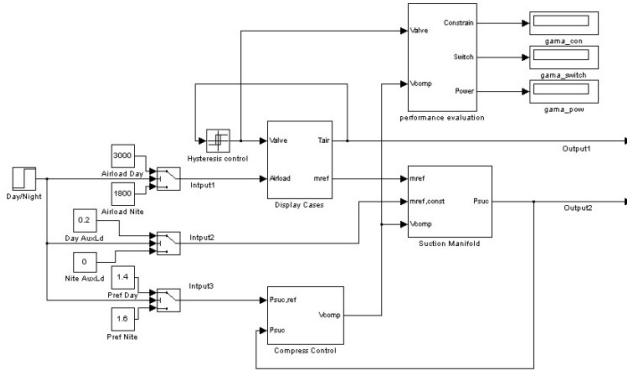 Constrain
gama_con
Valve
Switch
gama_switch
Vcomp
Power
gama_pow
performance evaluation
Hysteresis control
Valve
Tair
Output1
3000
Airload Day
Intput1
Airload
mref
mref
Day/Night
1800
Airload Nite
Display Cases
mref,const
Psuc
Output2
0.2
Day AuxLd
Intput2
Vcomp
Suction Manifold
0
Nite AuxLd
1.4
Pref Day
Intput3
Psuc,ref
Vcomp
1.6
Pref Nite
Psuc
Compress Control